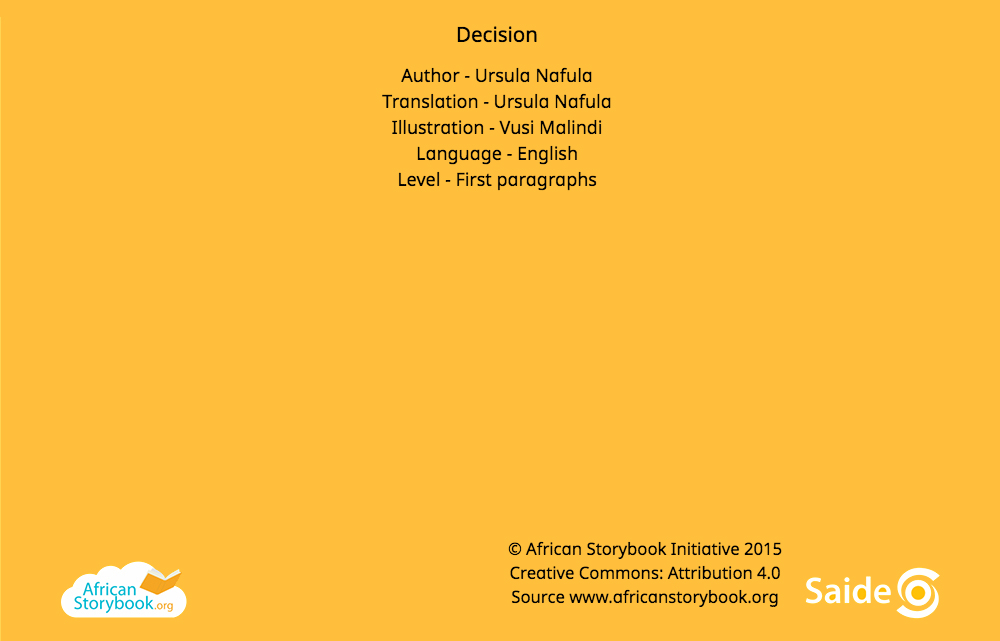 Decision
Author - Ursula Nafula
Translation - Ursula Nafula
Illustration - Vusi Malindi
Language - English
Level - First paragraphs
© African Storybook Initiative 2015
Creative Commons: Attribution 4.0
Source www.africanstorybook.org
African
Storybook.org
Saide